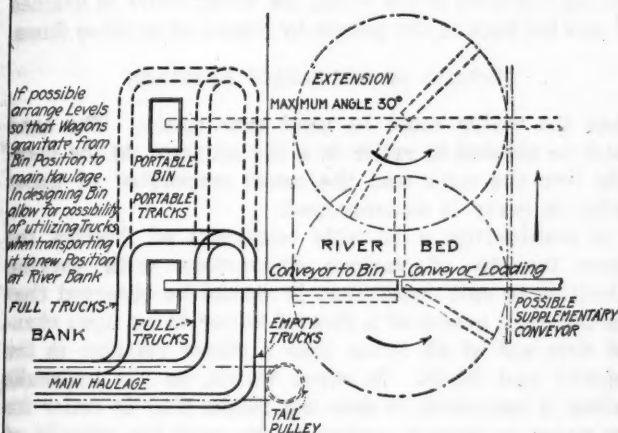 If possible
arrange Levels
so that Wagons
gravitate from
Bin Position to
main Haulage.
In designing Bin
allow for possibility
of utilizing Trucks
when transporting
it to new Position
at River Bank
FULL TRUCKS
BANK
MAIN HAULAGE
PORTABLE
BIN
PORTABLE
TRACKS
FULL
TRUCKS
EMPTY
TRUCKS
TAIL
PULLEY
EXTENSION
MAXIMUM ANGLE 30°
RIVER BED
Conveyor to Bin
Conveyor Loading
POSSIBLE
SUPPLEMENTARY
CONVEYOR